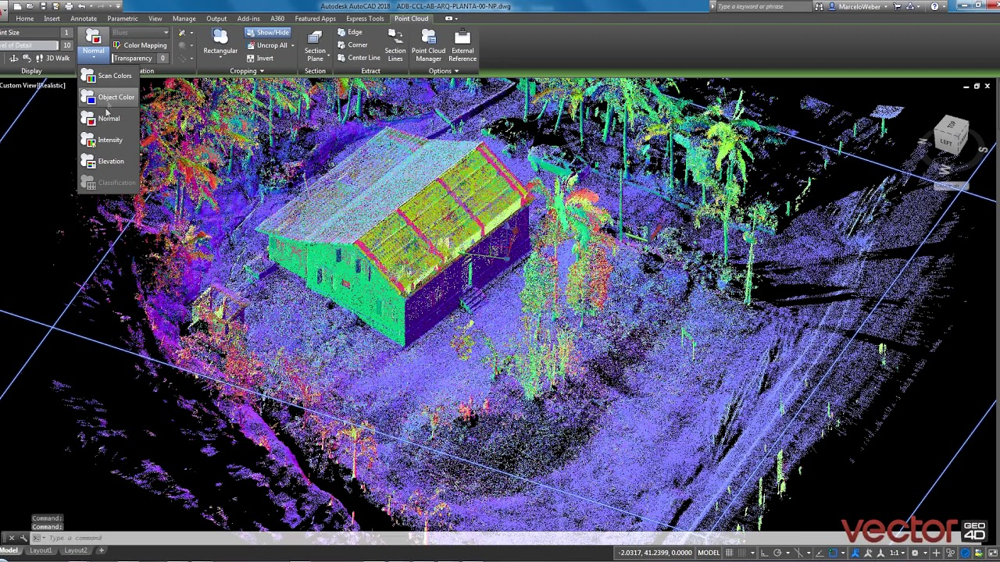 Autodesk AutoCAD 2018 ADB-CCL-AB-ARQ-PLANTA-00-NP.dwg
Type a keyword or phrase
MarceloWeber
Home Insert Annotate Parametric View Manage Output Add-ins A360 Featured Apps Express Tools Point Cloud
int Size 1
vel of Detail 10
3D Walk
Display
Normal
Blues
Color Mapping
Transparency 0
ation
Rectangular
Show/Hide
Uncrop All
Invert
Cropping
Section Plane
Section
Edge
Corner
Center Line
Section Lines
Extract
Point Cloud Manager
External Reference
Options
Scan Colors
Object Color
Normal
Intensity
Elevation
Classification
Custom View][Realistic]
TOP
LEFT
S
W
Command:
Command:
Type a command
vector GEO 4D
Model Layout1 Layout2 +
-2.0317, 41.2399, 0.0000 MODEL 1:1